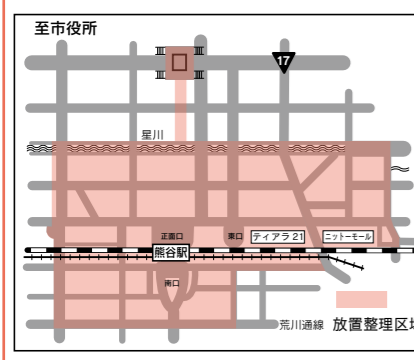 至市役所
17
星川
正面口
東口
ティアラ21
ニットーモール
熊谷駅
南口
荒川通線
放置整理区域